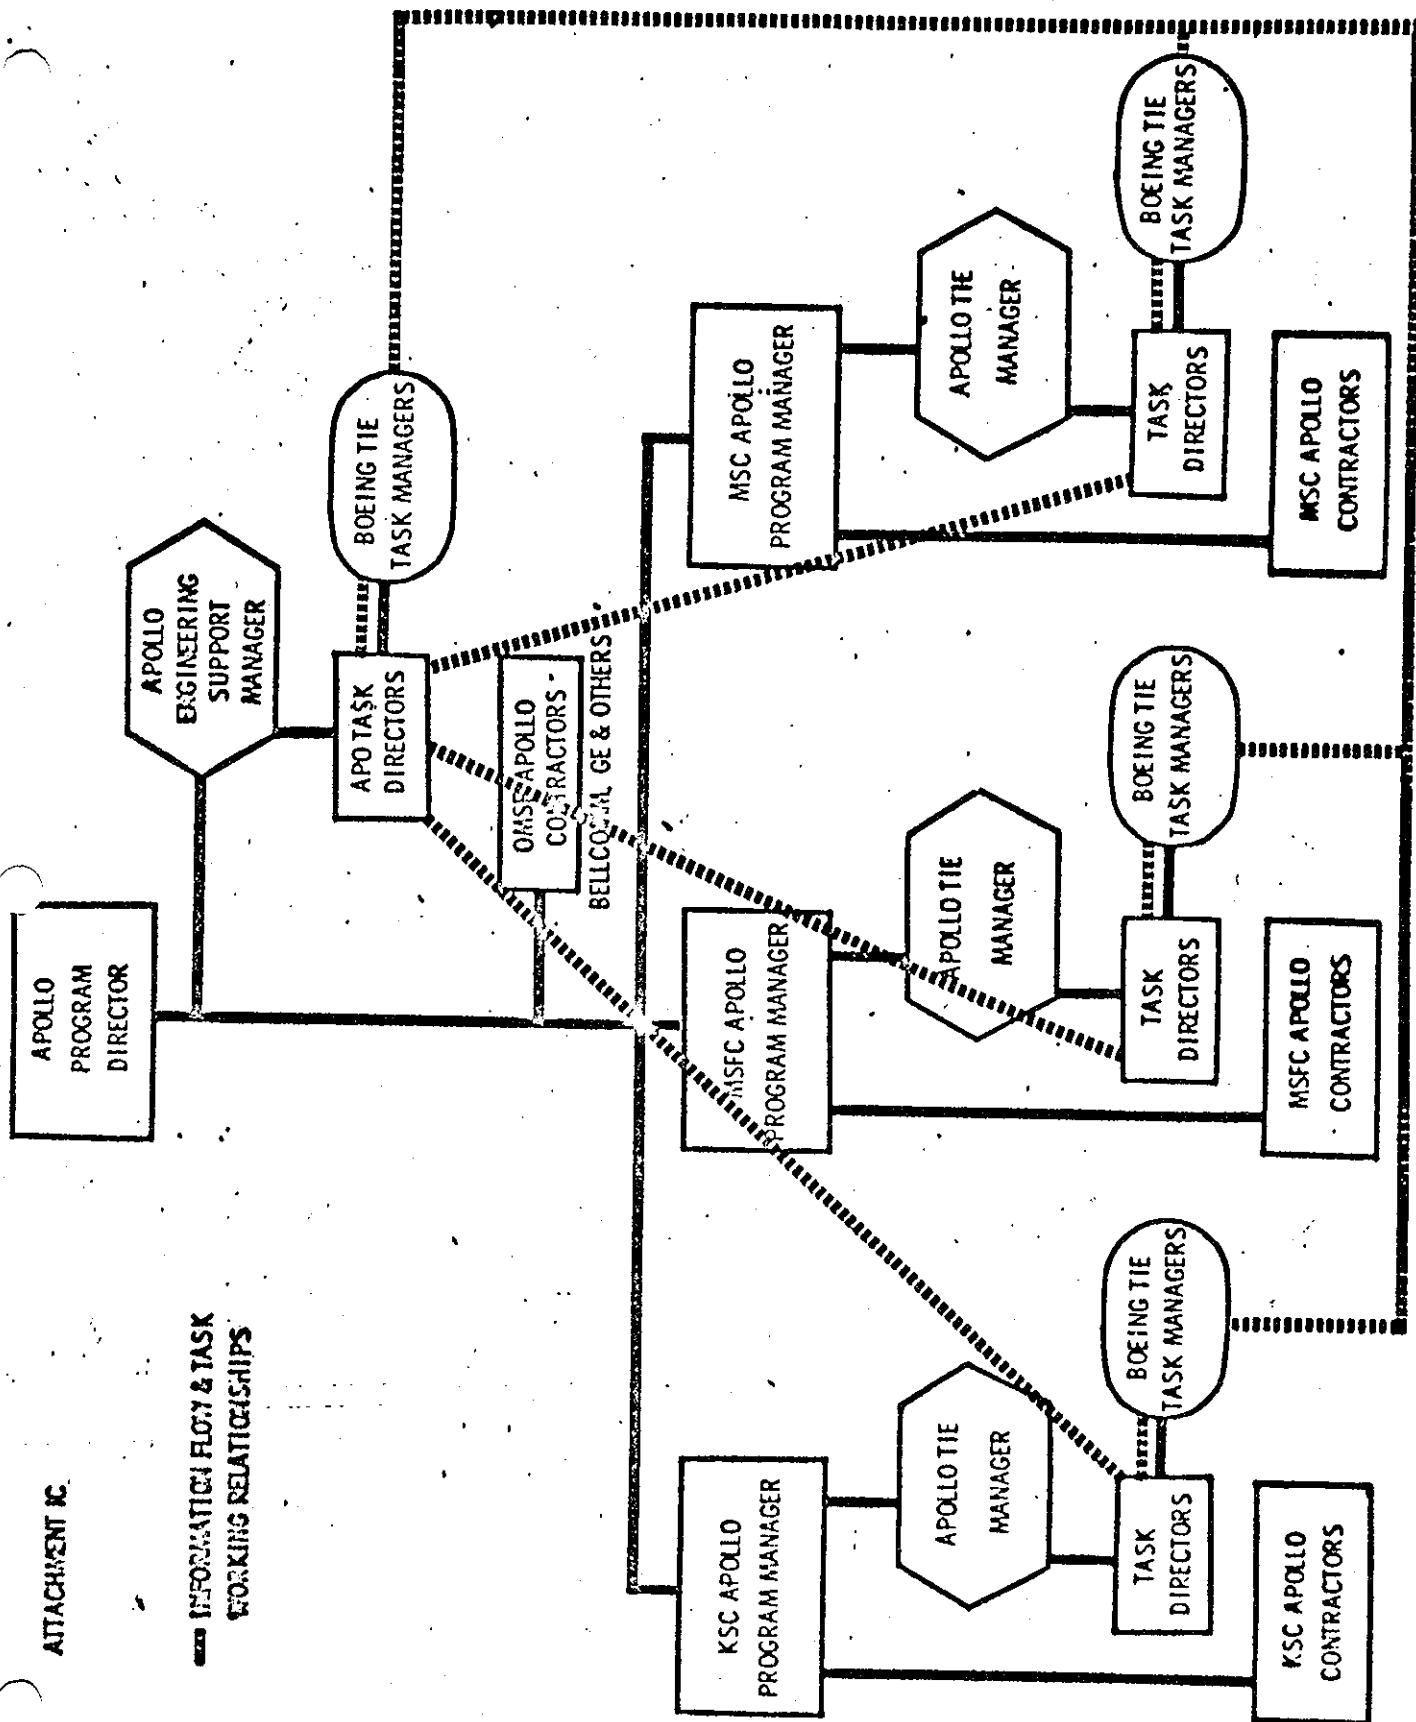 ATTACHMENT IC
INFORMATION FLOW & TASK
WORKING RELATIONSHIPS
APOLLO
PROGRAM
DIRECTOR
APOLLO
ENGINEERING
SUPPORT
MANAGER
APO TASK
DIRECTORS
BOEING TIE
TASK MANAGERS
OMSF APOLLO
CONTRACTORS -
BELLCOMM, GE & OTHERS
KSC APOLLO
PROGRAM MANAGER
MSFC APOLLO
PROGRAM MANAGER
MSC APOLLO
PROGRAM MANAGER
APOLLO TIE
MANAGER
APOLLO TIE
MANAGER
APOLLO TIE
MANAGER
TASK
DIRECTORS
BOEING TIE
TASK MANAGERS
TASK
DIRECTORS
BOEING TIE
TASK MANAGERS
TASK
DIRECTORS
BOEING TIE
TASK MANAGERS
KSC APOLLO
CONTRACTORS
MSFC APOLLO
CONTRACTORS
MSC APOLLO
CONTRACTORS